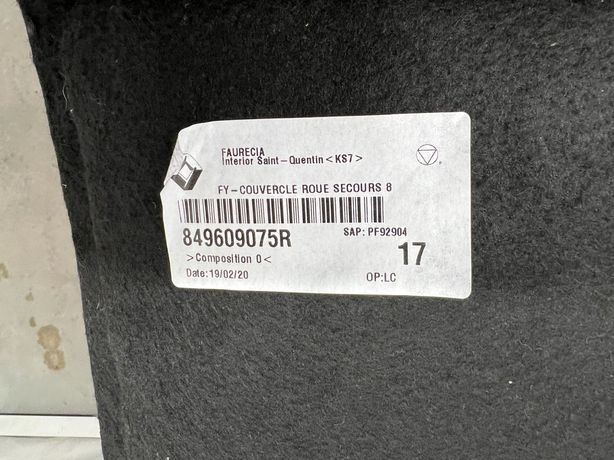 FAURECIA
Interior Saint-Quentin <KS7>
FY-COUVERCLE ROUE SECOURS 8
849609075R
SAP: PF92904
>Composition 0<
17
Date: 19/02/20
OP:LC